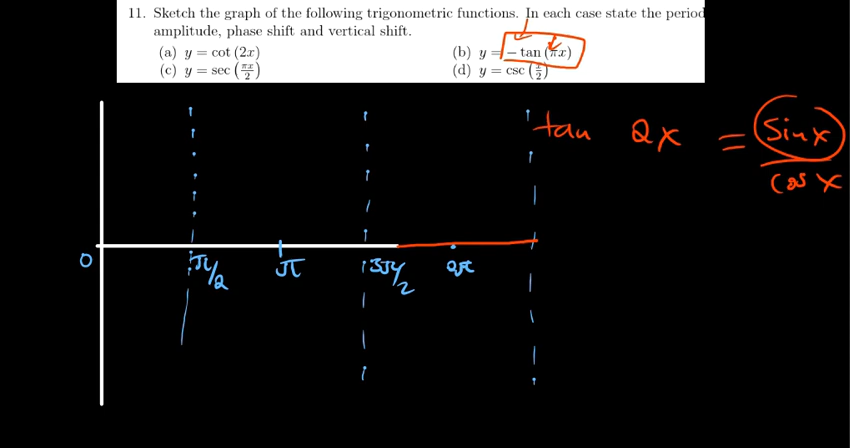 11. Sketch the graph of the following trigonometric functions. In each case state the period
amplitude, phase shift and vertical shift.
(a) y = cot (2x) (b) y = − tan (πx)
(c) y = sec (πx/2) (d) y = csc (x/2)
tan 2x = sin x / cos x
0 π/2 π 3π/2 2π